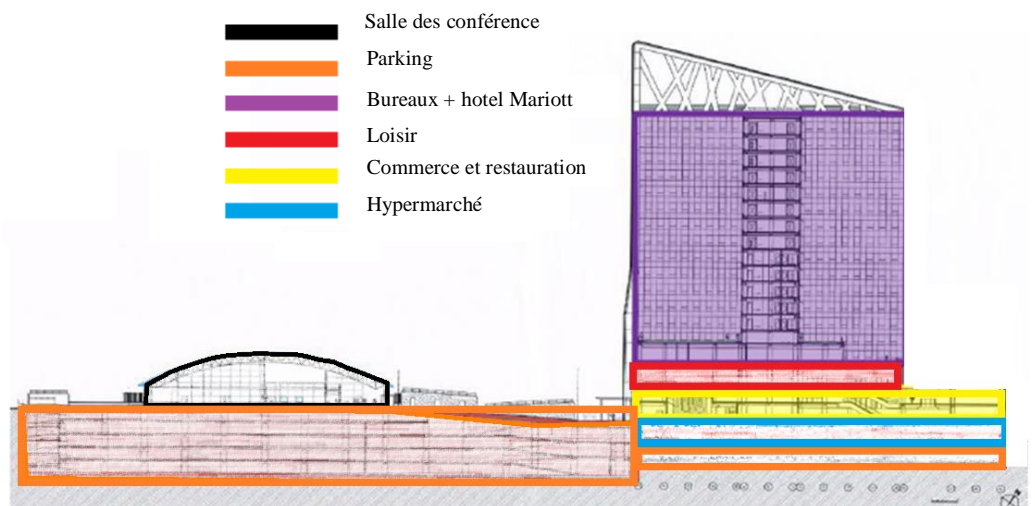 Salle des conférence
Parking
Bureaux + hotel Mariott
Loisir
Commerce et restauration
Hypermarché